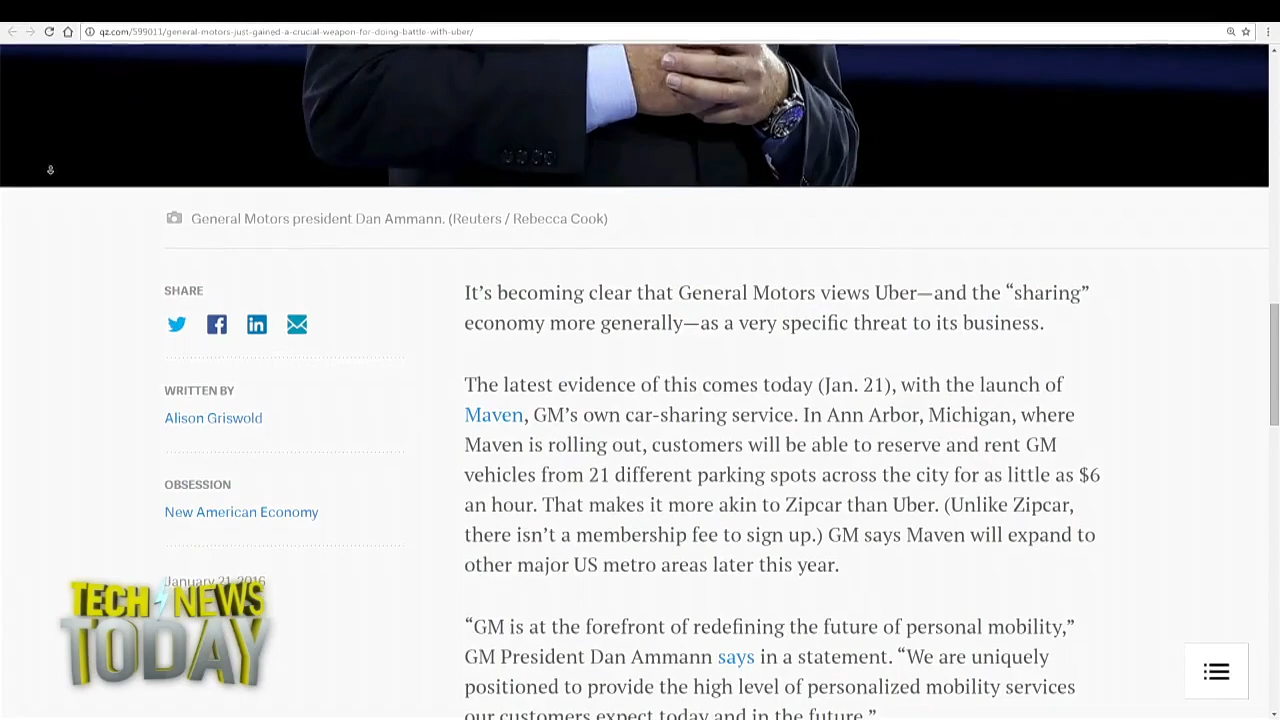 qz.com/599011/general-motors-just-gained-a-crucial-weapon-for-doing-battle-with-uber/
General Motors president Dan Ammann. (Reuters / Rebecca Cook)
SHARE
WRITTEN BY
Alison Griswold
OBSESSION
New American Economy
January 21, 2016
TECH NEWS
TODAY
It’s becoming clear that General Motors views Uber—and the “sharing”
economy more generally—as a very specific threat to its business.
The latest evidence of this comes today (Jan. 21), with the launch of
Maven, GM’s own car-sharing service. In Ann Arbor, Michigan, where
Maven is rolling out, customers will be able to reserve and rent GM
vehicles from 21 different parking spots across the city for as little as $6
an hour. That makes it more akin to Zipcar than Uber. (Unlike Zipcar,
there isn’t a membership fee to sign up.) GM says Maven will expand to
other major US metro areas later this year.
“GM is at the forefront of redefining the future of personal mobility,”
GM President Dan Ammann says in a statement. “We are uniquely
positioned to provide the high level of personalized mobility services
our customers expect today and in the future.”